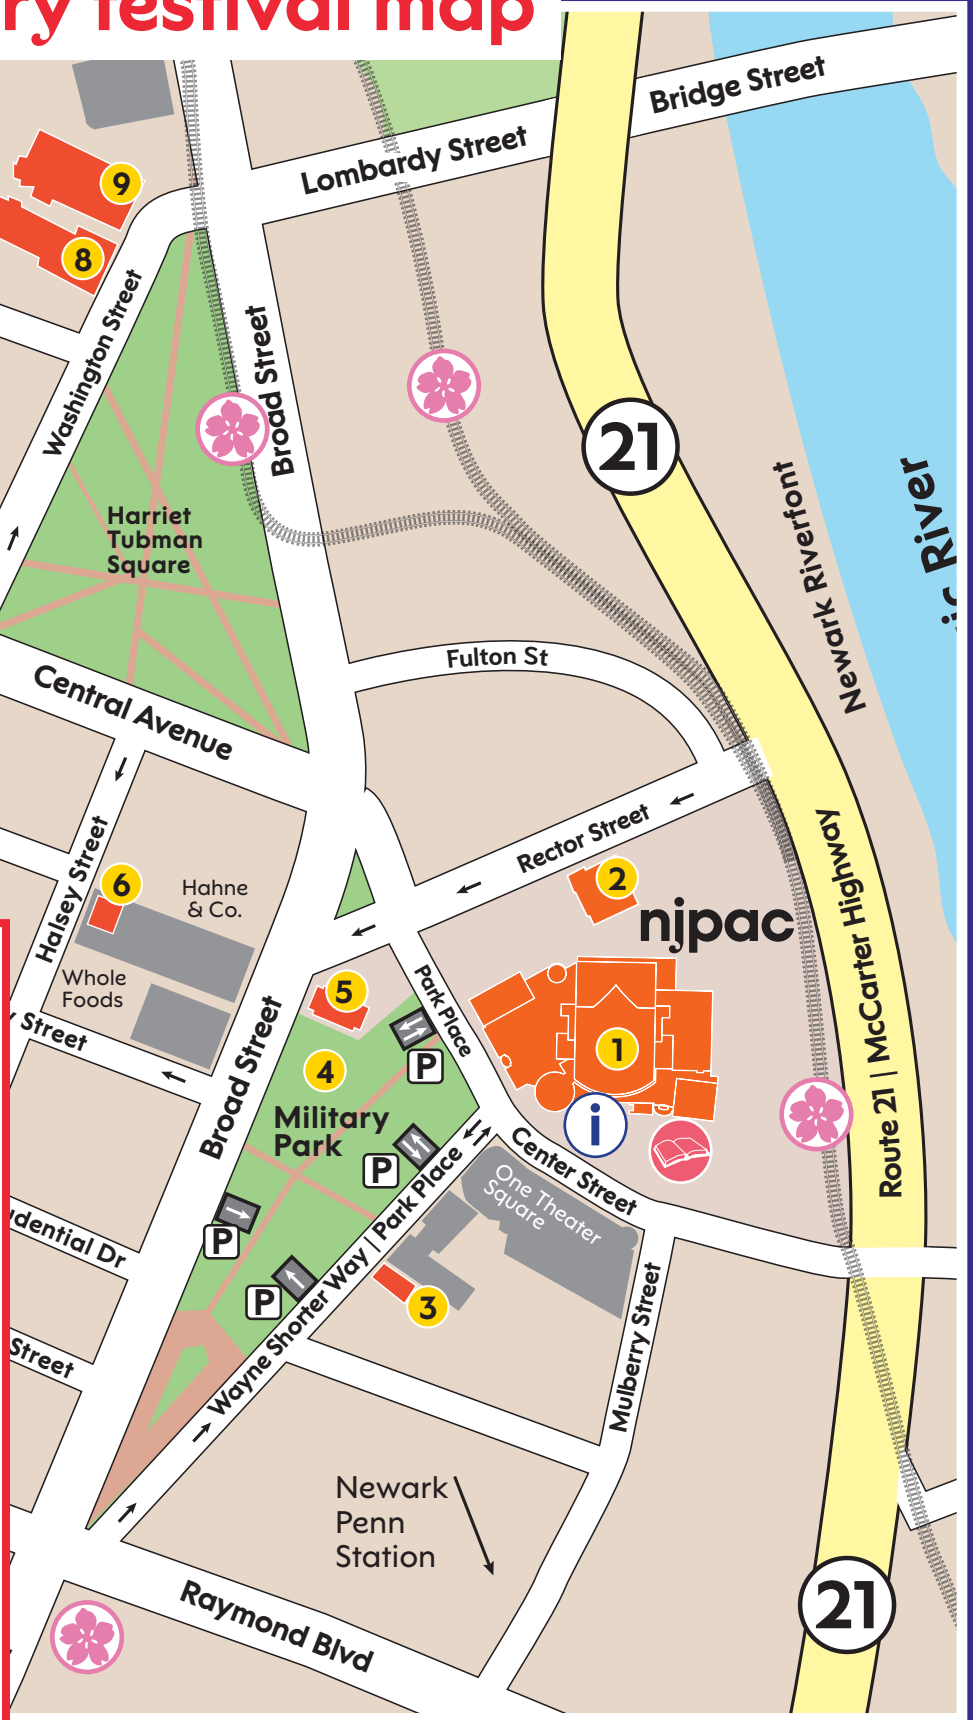 ry festival map
Bridge Street
Lombardy Street
9
8
Washington Street
Broad Street
21
Newark Riverfont
River
Harriet
Tubman
Square
Fulton St
Central Avenue
Rector Street
Halsey Street
6
Hahne
& Co.
Whole
Foods
2
njpac
Route 21 | McCarter Highway
Park Place
5
4
1
P
i
y Street
Broad Street
Military
Park
P
Center Street
One Theater
Square
Wayne Shorter Way | Park Place
P
P
3
udential Dr
Street
Mulberry Street
Newark
Penn
Station
21
Raymond Blvd